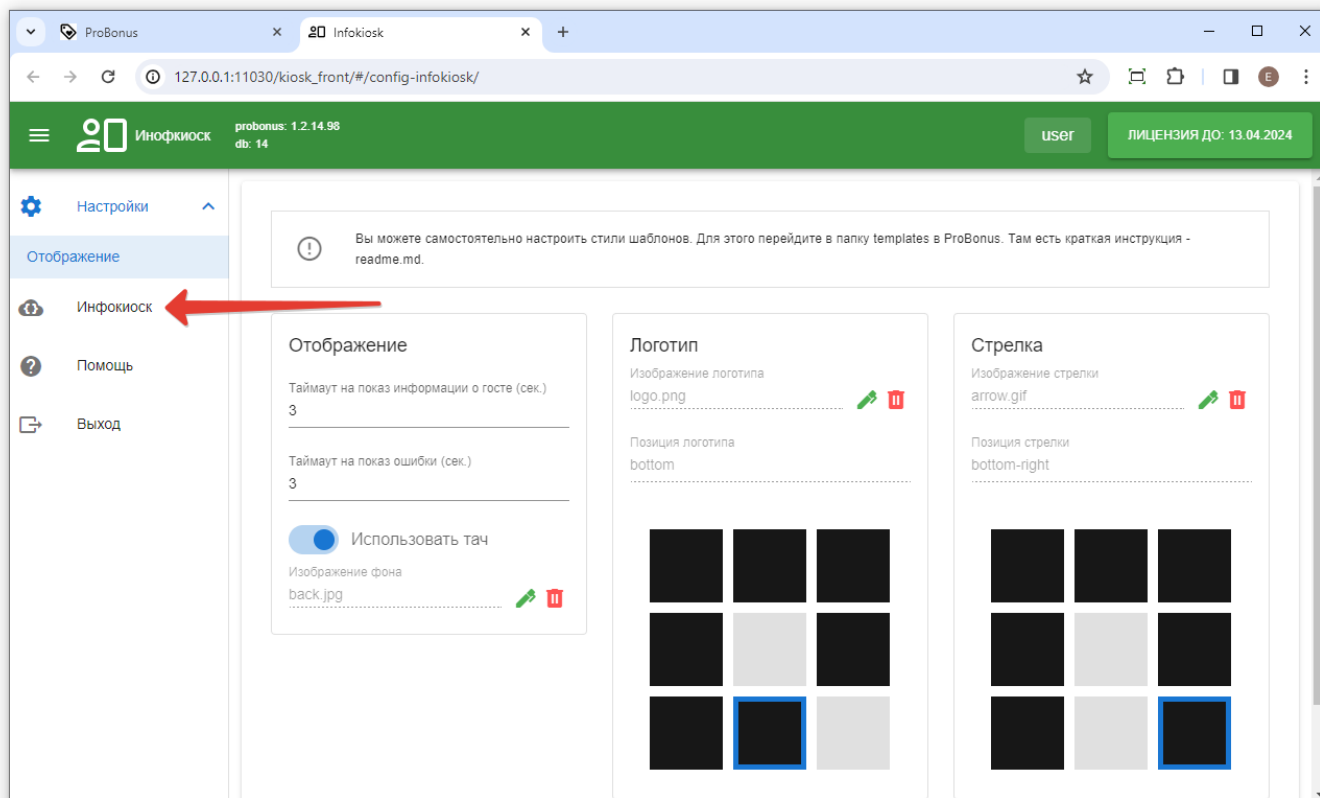 ProBonus
Infokiosk
127.0.0.1:11030/kiosk_front/#/config-infokiosk/
E
Инофкиоск
probonus: 1.2.14.98
db: 14
user
ЛИЦЕНЗИЯ ДО: 13.04.2024
Настройки
Отображение
Инфокиоск
Помощь
Выход
Вы можете самостоятельно настроить стили шаблонов. Для этого перейдите в папку templates в ProBonus. Там есть краткая инструкция -
readme.md.
Отображение
Таймаут на показ информации о госте (сек.)
3
Таймаут на показ ошибки (сек.)
3
Использовать тач
Изображение фона
back.jpg
Логотип
Изображение логотипа
logo.png
Позиция логотипа
bottom
Стрелка
Изображение стрелки
arrow.gif
Позиция стрелки
bottom-right